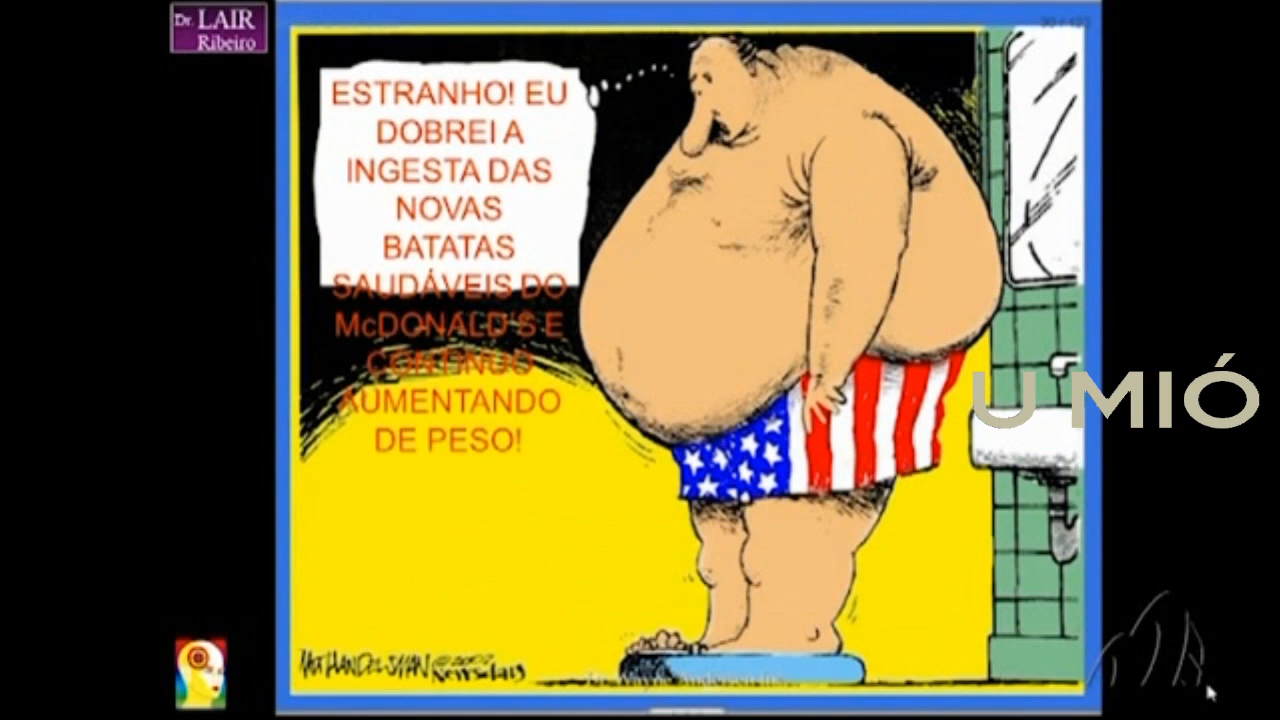 Dr. LAIR
Ribeiro
ESTRANHO! EU
DOBREI A
INGESTA DAS
NOVAS
BATATAS
SAUDÁVEIS DO
McDONALD'S E
CONTINUO
AUMENTANDO
DE PESO!
U MIÓ